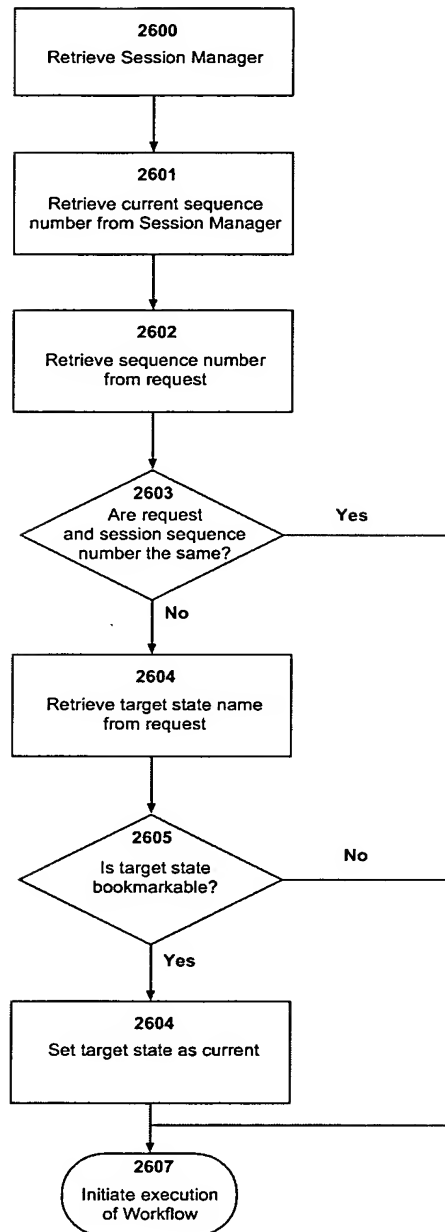 2600
Retrieve Session Manager
2601
Retrieve current sequence
number from Session Manager
2602
Retrieve sequence number
from request
2603
Are request
and session sequence
number the same?
Yes
No
2604
Retrieve target state name
from request
2605
Is target state
bookmarkable?
No
Yes
2604
Set target state as current
2607
Initiate execution
of Workflow